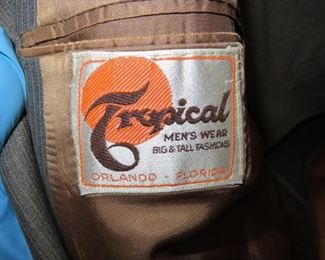 Tropical
MEN'S WEAR
BIG & TALL FASHIONS
ORLANDO · FLORIDA